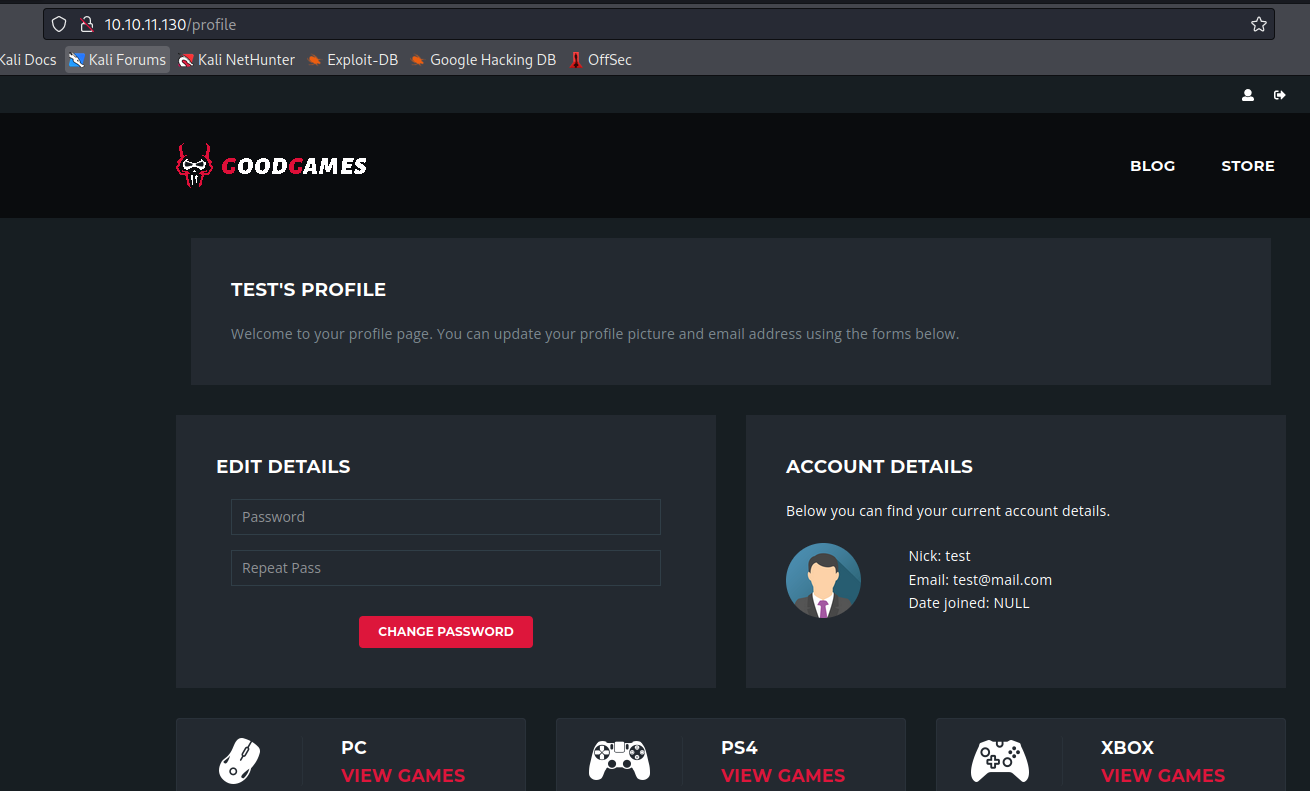 10.10.11.130/profile
Kali Docs Kali Forums Kali NetHunter Exploit-DB Google Hacking DB OffSec
GOODGAMES BLOG STORE
TEST'S PROFILE
Welcome to your profile page. You can update your profile picture and email address using the forms below.
EDIT DETAILS
Password
Repeat Pass
CHANGE PASSWORD
ACCOUNT DETAILS
Below you can find your current account details.
Nick: test
Email: test@mail.com
Date joined: NULL
PC
VIEW GAMES
PS4
VIEW GAMES
XBOX
VIEW GAMES